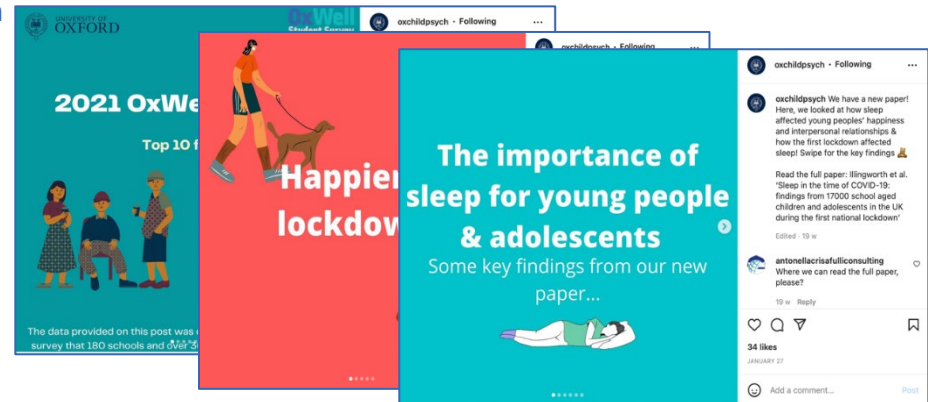 UNIVERSITY OF
OXFORD
OxWell
Student Survey
2021 OxWe
Top 10 f
The data provided on this post was
survey that 180 schools and over 3
oxchildpsych • Following
Happier
lockdow
oxchildpsych • Following
The importance of
sleep for young people
& adolescents
Some key findings from our new
paper...
oxchildpsych • Following
oxchildpsych We have a new paper!
Here, we looked at how sleep
affected young peoples' happiness
and interpersonal relationships &
how the first lockdown affected
sleep! Swipe for the key findings
Read the full paper: Illingworth et al.
'Sleep in the time of COVID-19:
findings from 17000 school aged
children and adolescents in the UK
during the first national lockdown'
Edited · 19 w
antonellacrisafulliconsulting
Where we can read the full paper,
please?
19 w Reply
34 likes
JANUARY 27
Add a comment...
Post